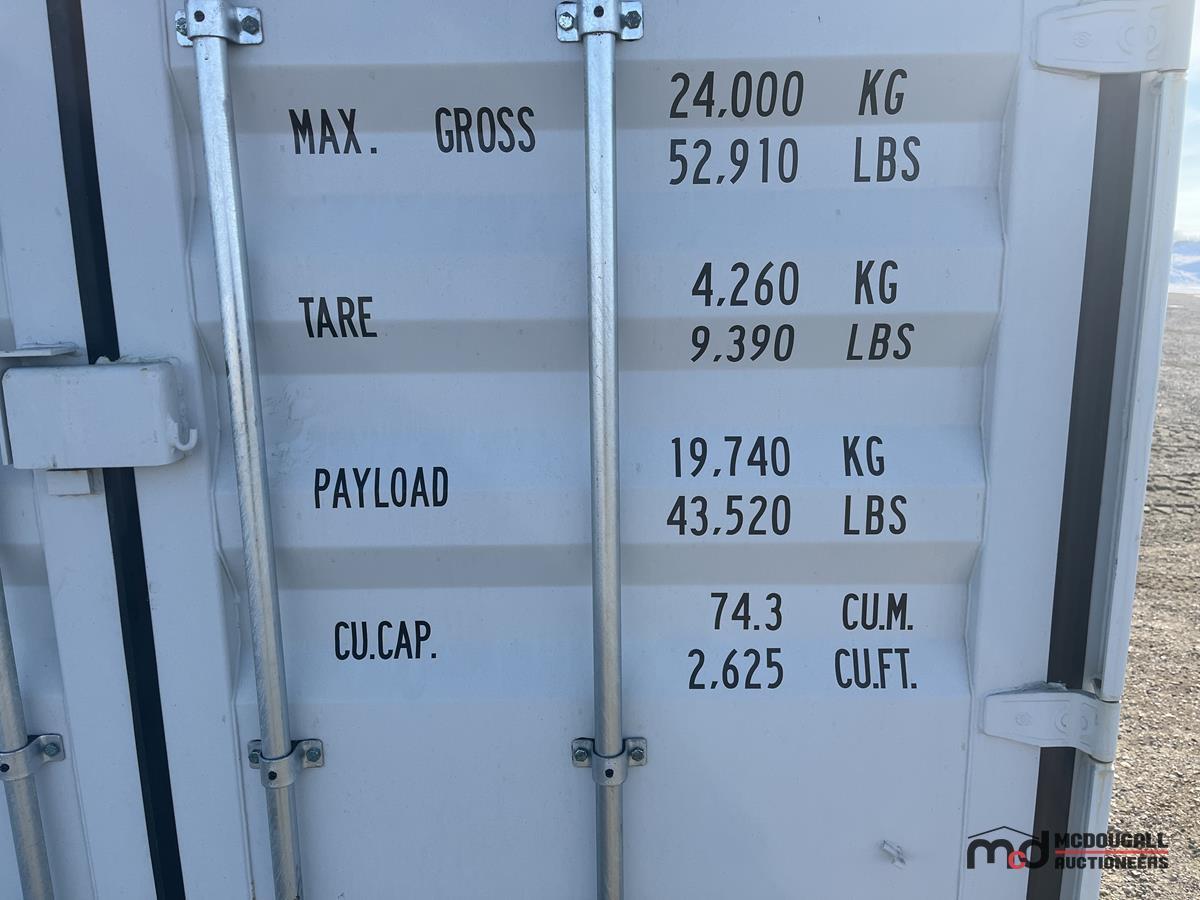 MAX. GROSS 24,000 KG
52,910 LBS
TARE 4,260 KG
9,390 LBS
PAYLOAD 19,740 KG
43,520 LBS
CU.CAP. 74.3 CU.M.
2,625 CU.FT.
mcd MCDOUGALL
AUCTIONEERS